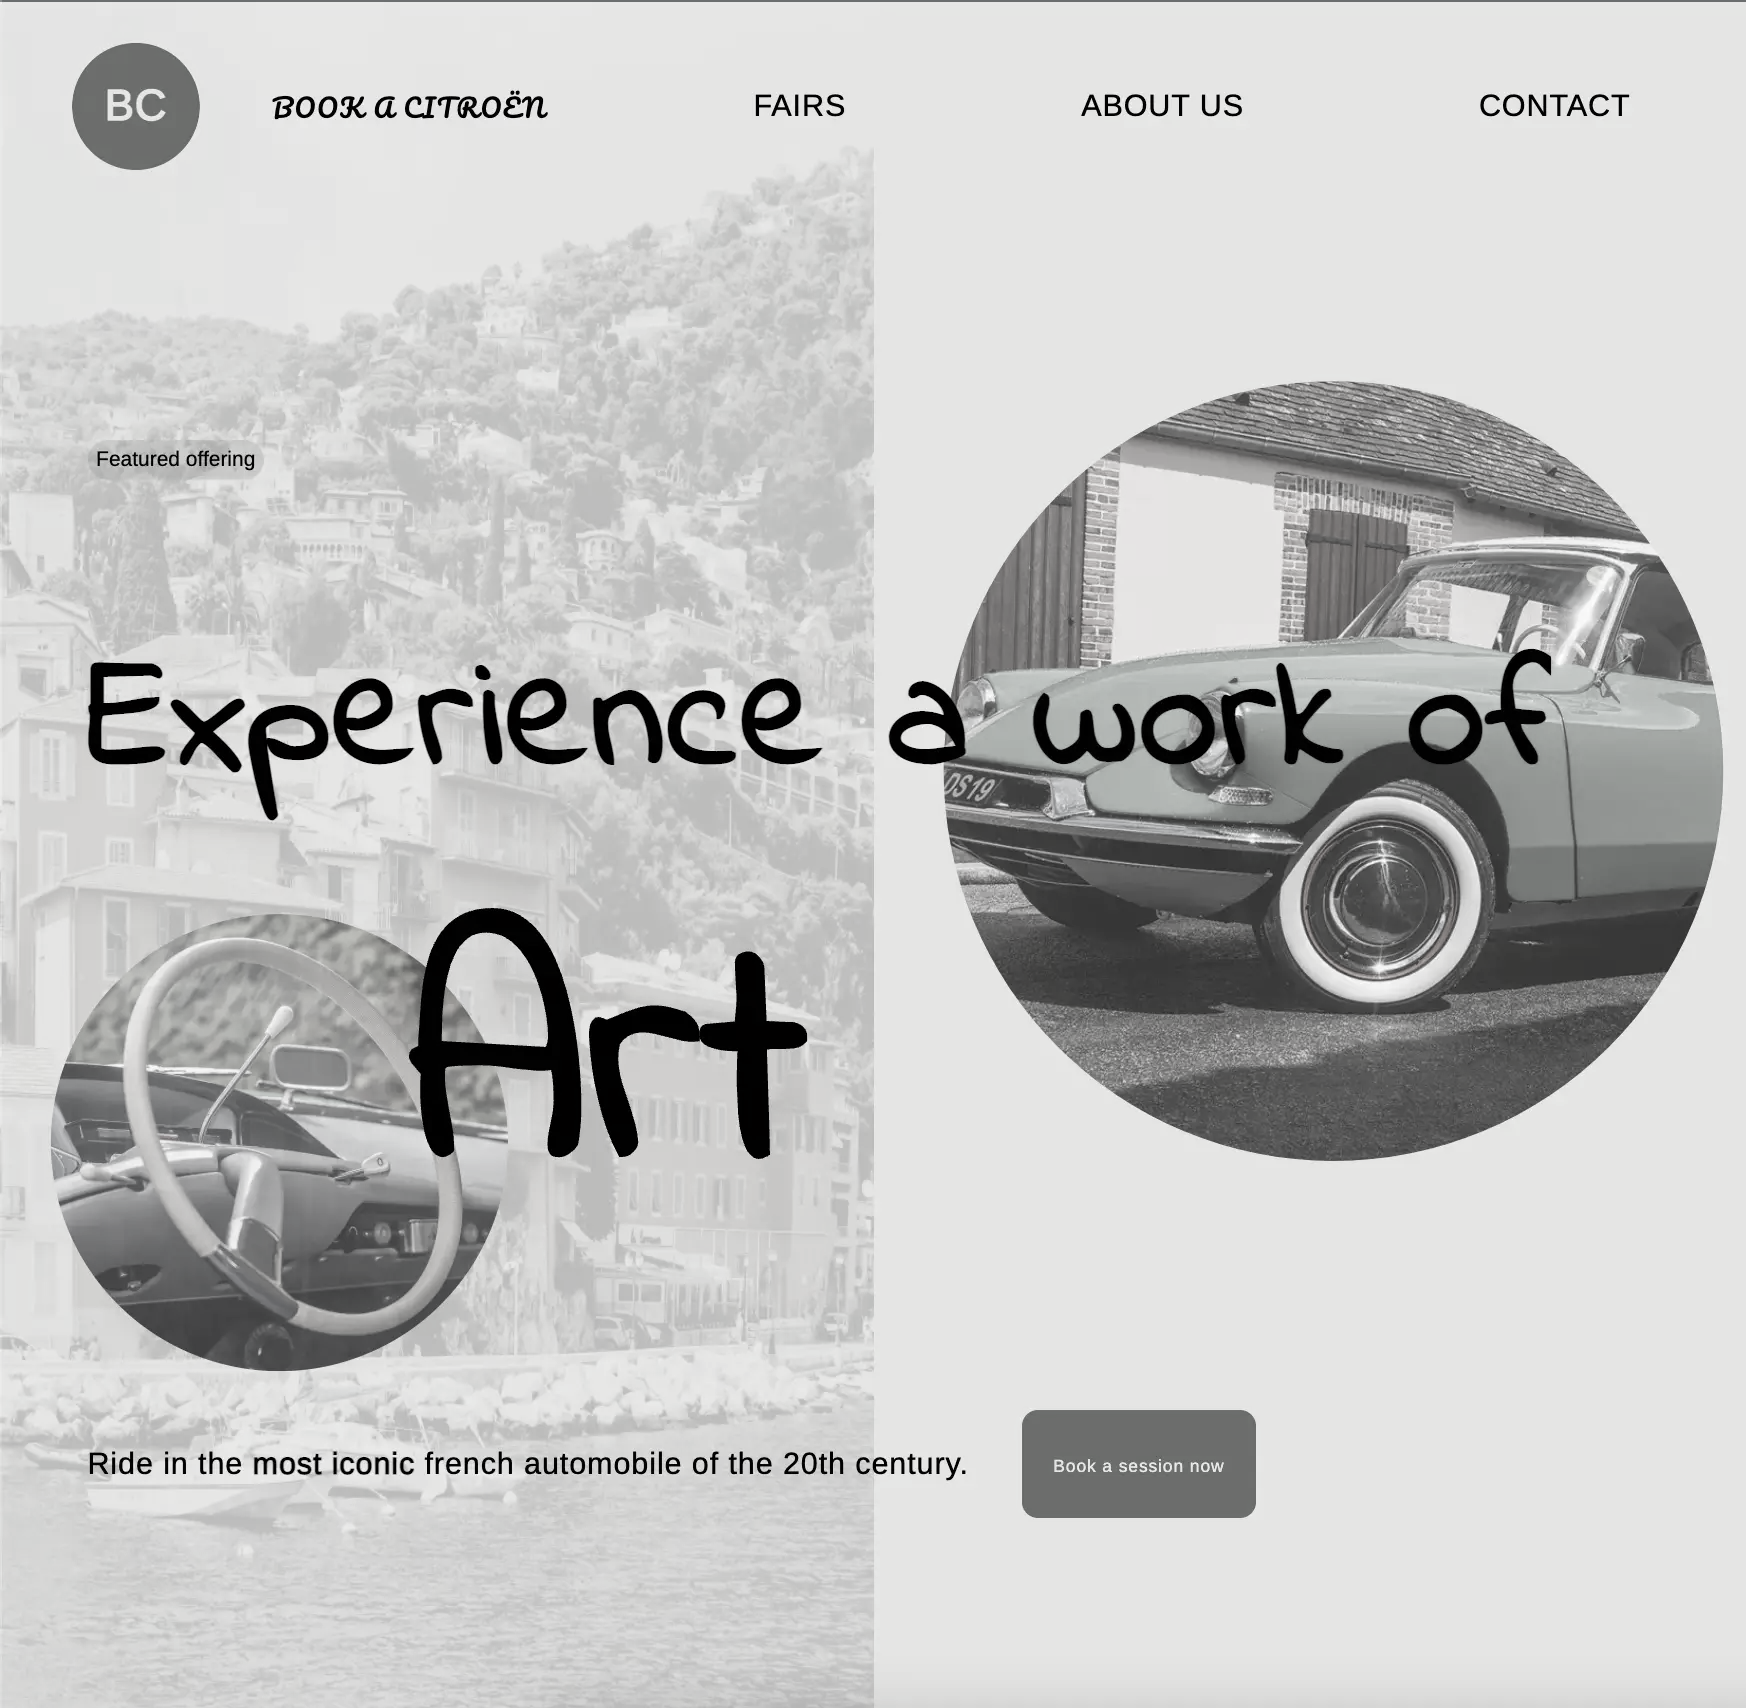 BC
BOOK A CITROËN
FAIRS
ABOUT US
CONTACT
Featured offering
Experience a work of
DS19
Art
Ride in the most iconic french automobile of the 20th century.
Book a session now